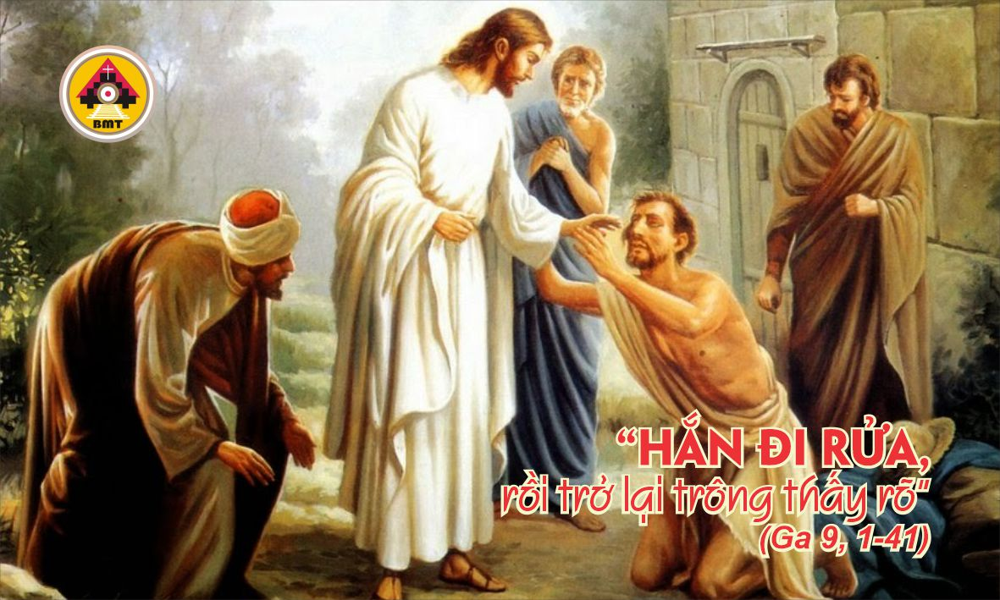 BMT
“HẮN ĐI RỬA,
rồi trở lại trông thấy rõ"
(Ga 9, 1-41)